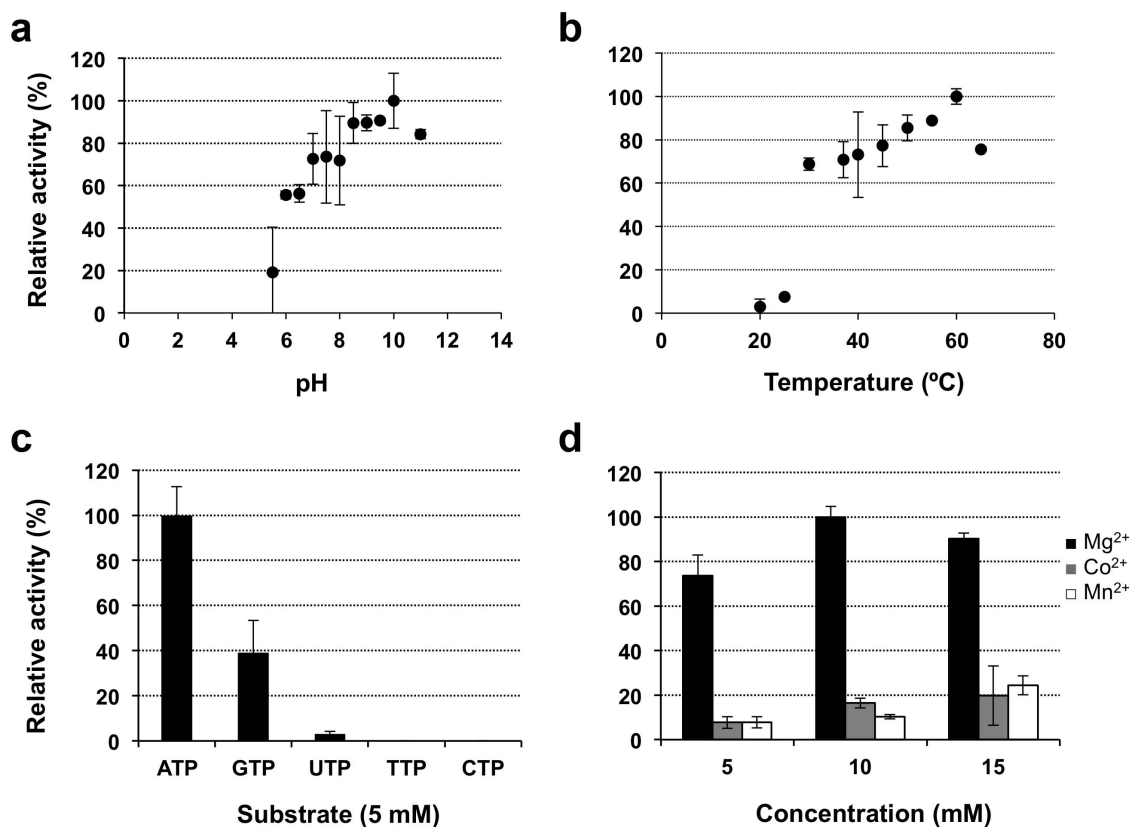 a
120
100
80
60
40
20
0
Relative activity (%)
0 2 4 6 8 10 12 14
pH
b
120
100
80
60
40
20
0
0 20 40 60 80
Temperature (ºC)
c
120
100
80
60
40
20
0
Relative activity (%)
ATP GTP UTP TTP CTP
Substrate (5 mM)
d
120
100
80
60
40
20
0
5 10 15
Concentration (mM)
Mg²⁺
Co²⁺
Mn²⁺